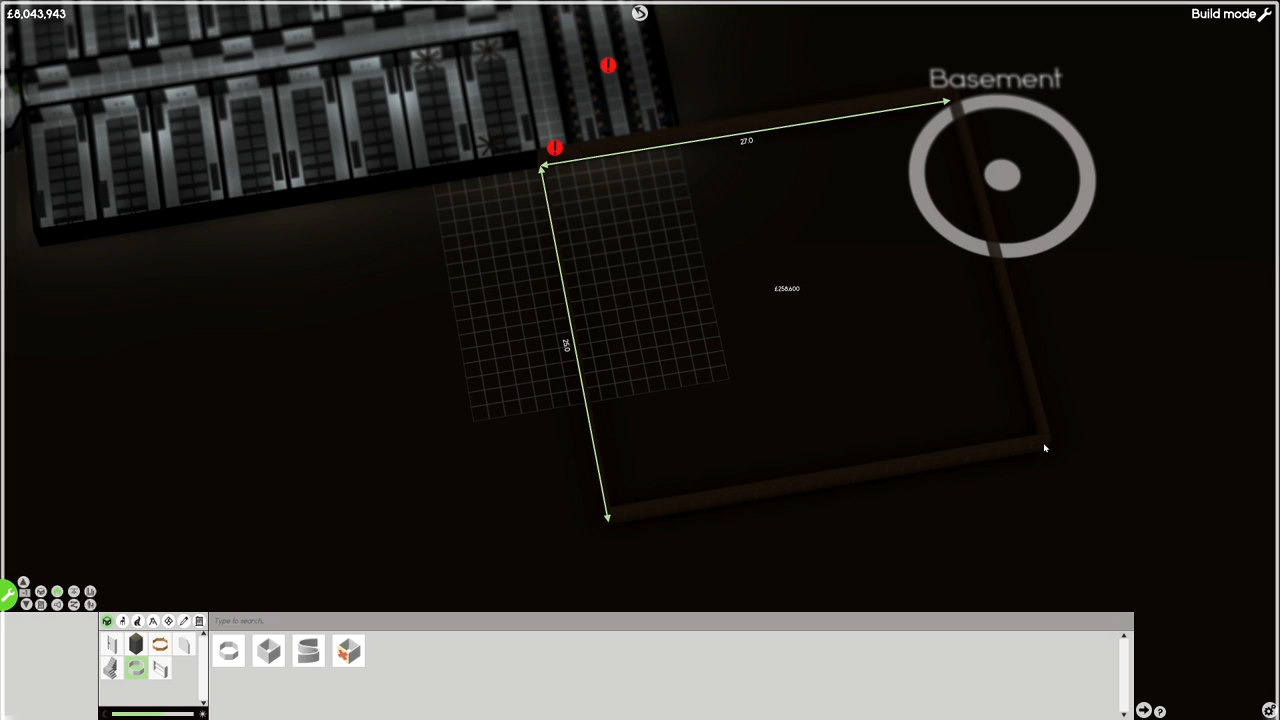 £8,043,943
Build mode
Basement
27.0
£258,600
25.0
Type to search.